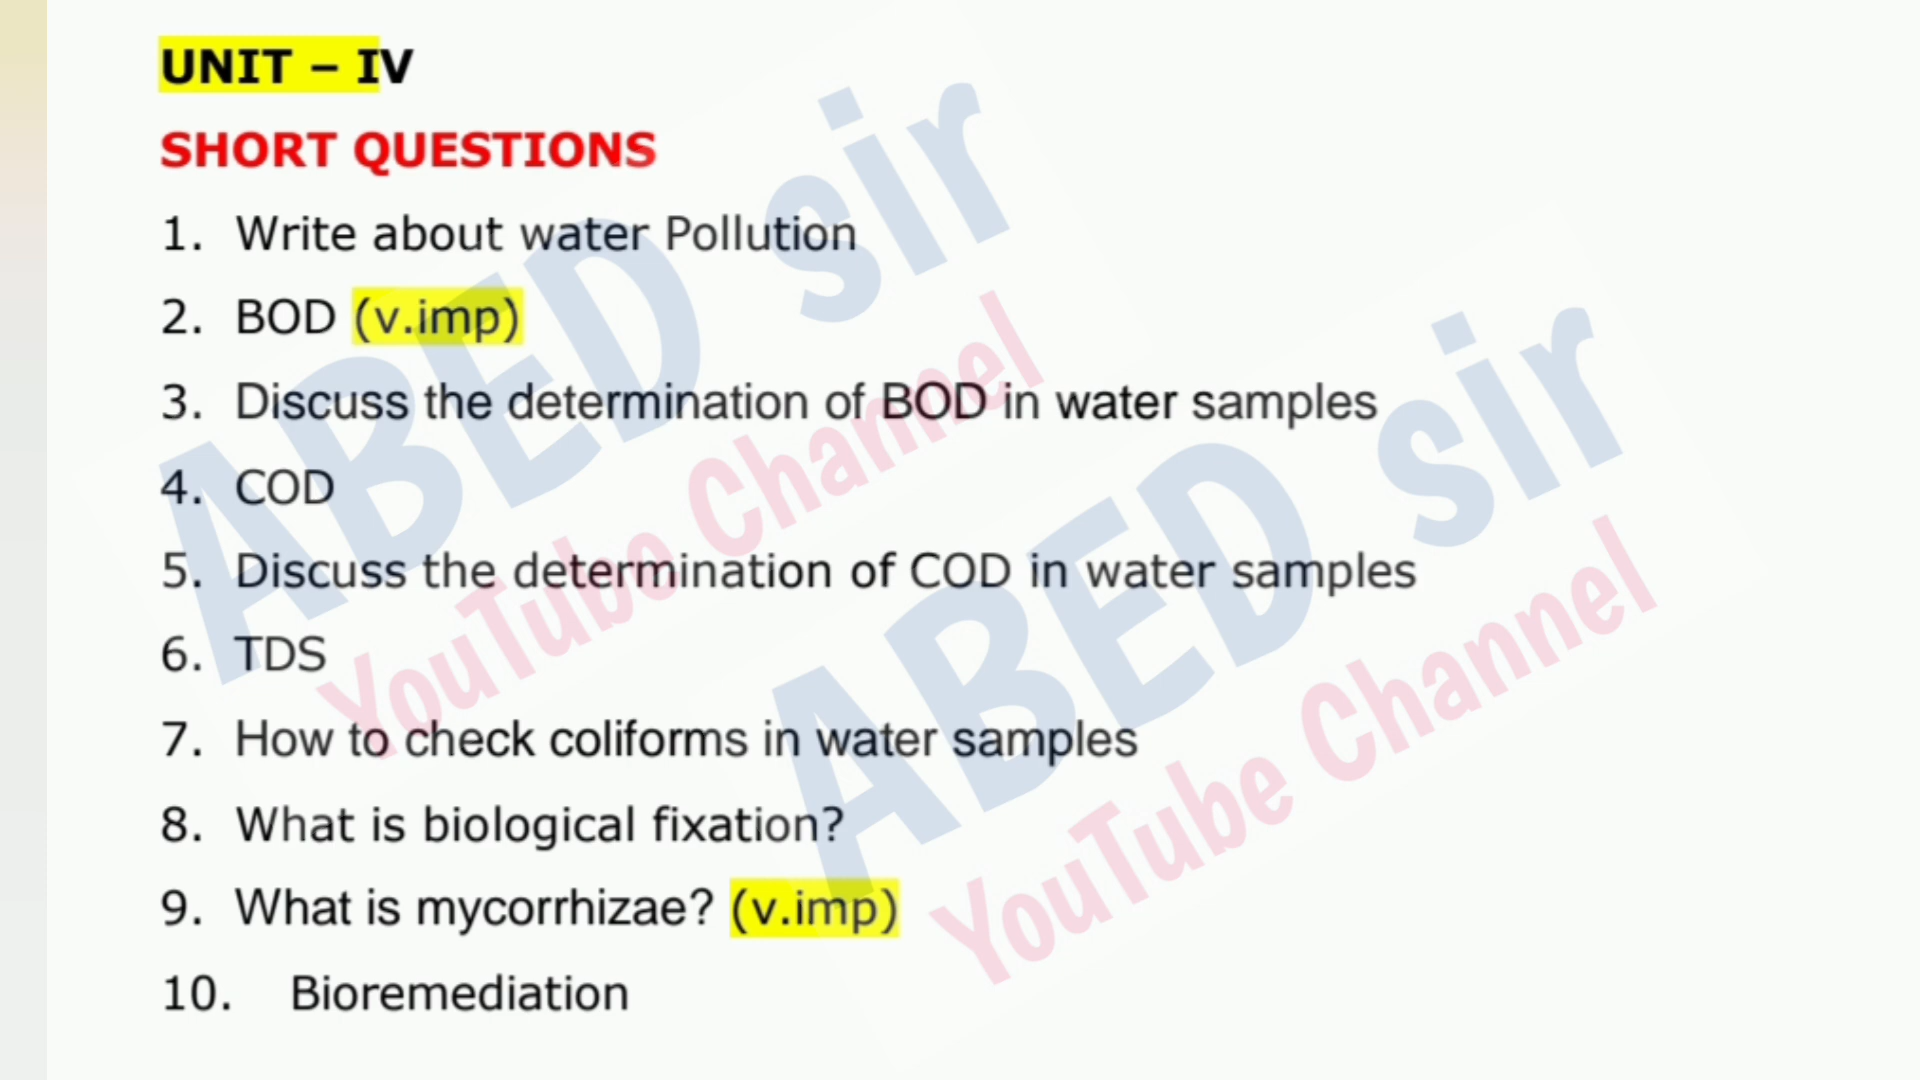 UNIT – IV
SHORT QUESTIONS
1. Write about water Pollution
2. BOD (v.imp)
3. Discuss the determination of BOD in water samples
4. COD
5. Discuss the determination of COD in water samples
6. TDS
7. How to check coliforms in water samples
8. What is biological fixation?
9. What is mycorrhizae? (v.imp)
10. Bioremediation
ABED sir
YouTube Channel
ABED sir
YouTube Channel